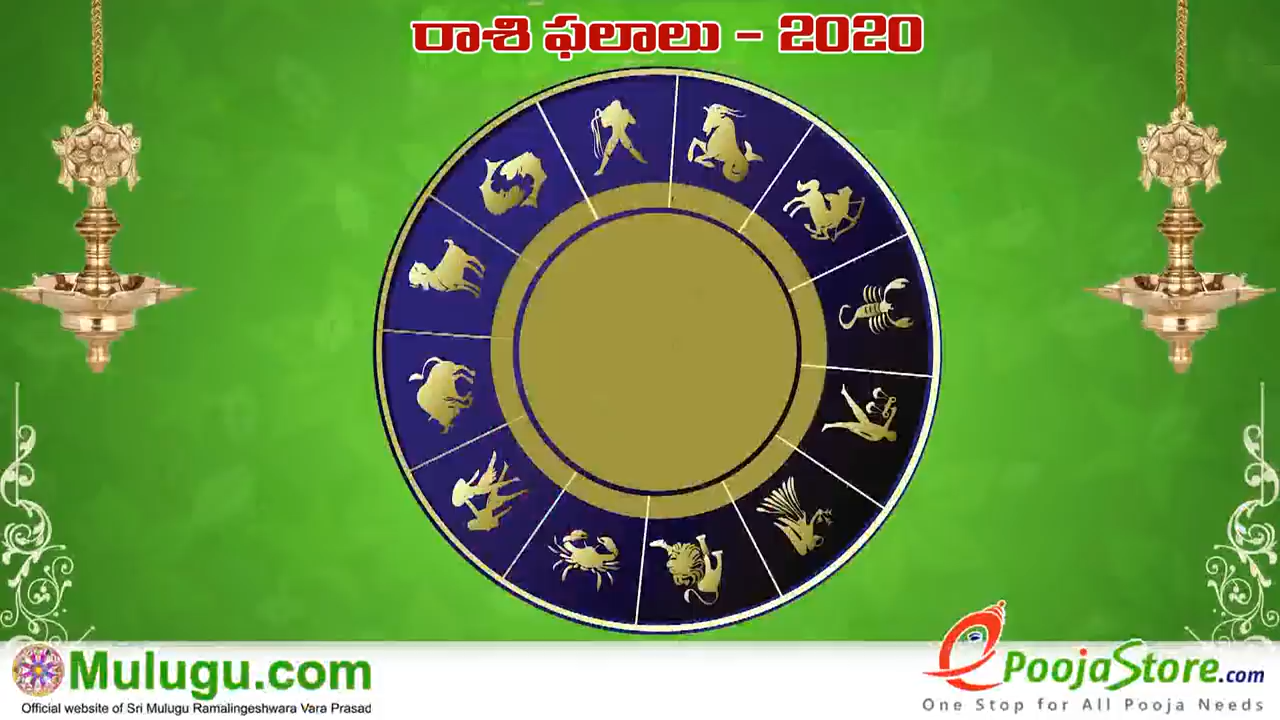 రాశి ఫలాలు - 2020
Mulugu.com
Official website of Sri Mulugu Ramalingeshwara Vara Prasad
ePoojaStore.com
One Stop for All Pooja Needs